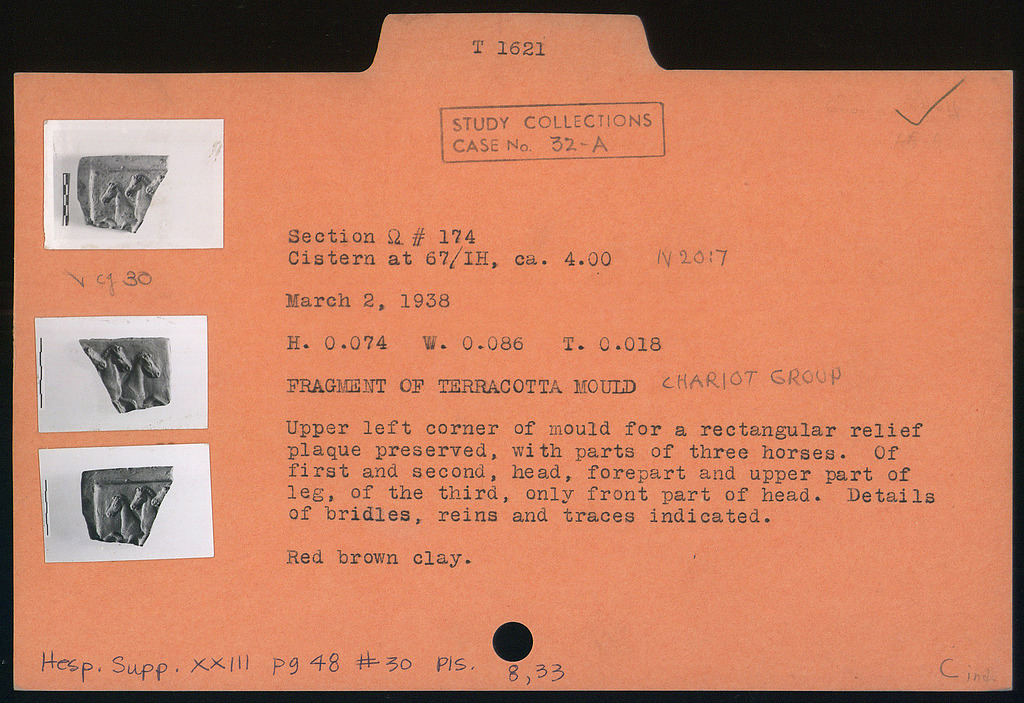 T 1621
STUDY COLLECTIONS
CASE No. 32-A
Section Ω # 174
Cistern at 67/IH, ca. 4.00 N 20:7
cf 30
March 2, 1938
H. 0.074 W. 0.086 T. 0.018
FRAGMENT OF TERRACOTTA MOULD CHARIOT GROUP
Upper left corner of mould for a rectangular relief
plaque preserved, with parts of three horses. Of
first and second, head, forepart and upper part of
leg, of the third, only front part of head. Details
of bridles, reins and traces indicated.
Red brown clay.
Hesp. Supp. XXIII pg 48 #30 Pls. 8,33
C